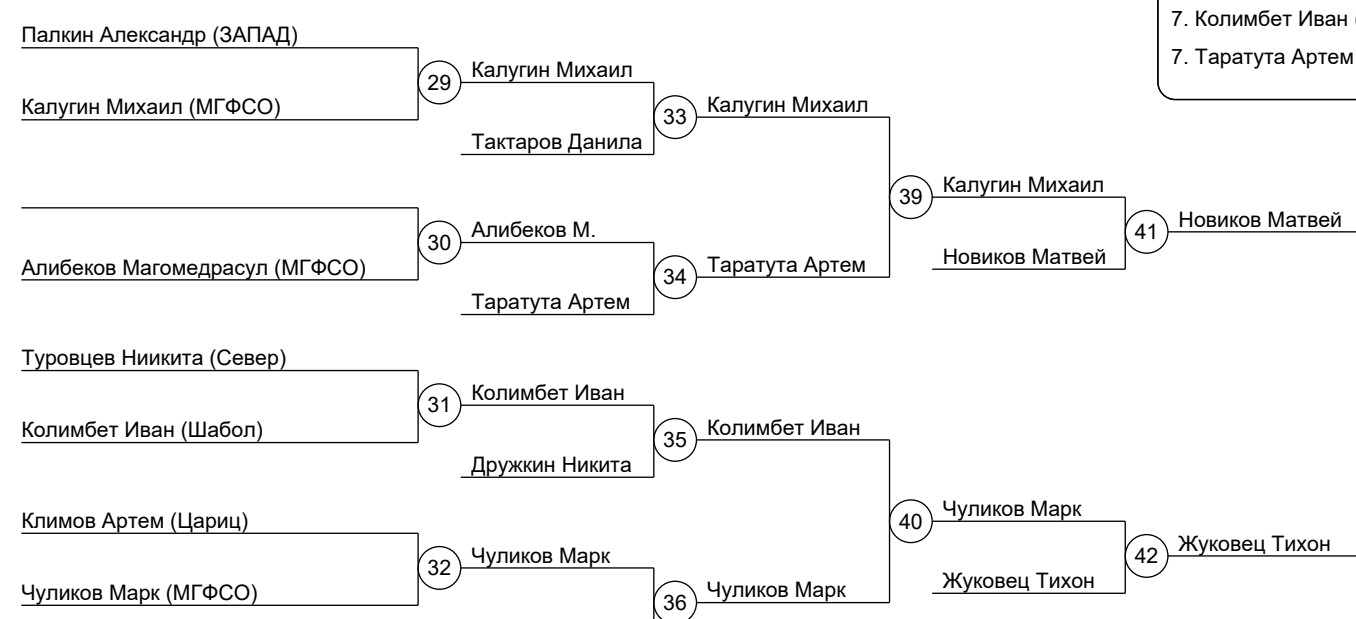 7. Колимбет Иван (
7. Таратута Артем
Палкин Александр (ЗАПАД)
29
Калугин Михаил
Калугин Михаил (МГФСО)
33
Калугин Михаил
Тактаров Данила
39
Калугин Михаил
41
Новиков Матвей
Новиков Матвей
30
Алибеков М.
Алибеков Магомедрасул (МГФСО)
34
Таратута Артем
Таратута Артем
Туровцев Ниикита (Север)
31
Колимбет Иван
Колимбет Иван (Шабол)
35
Колимбет Иван
Дружкин Никита
Климов Артем (Цариц)
40
Чуликов Марк
42
Жуковец Тихон
Жуковец Тихон
32
Чуликов Марк
Чуликов Марк (МГФСО)
36
Чуликов Марк